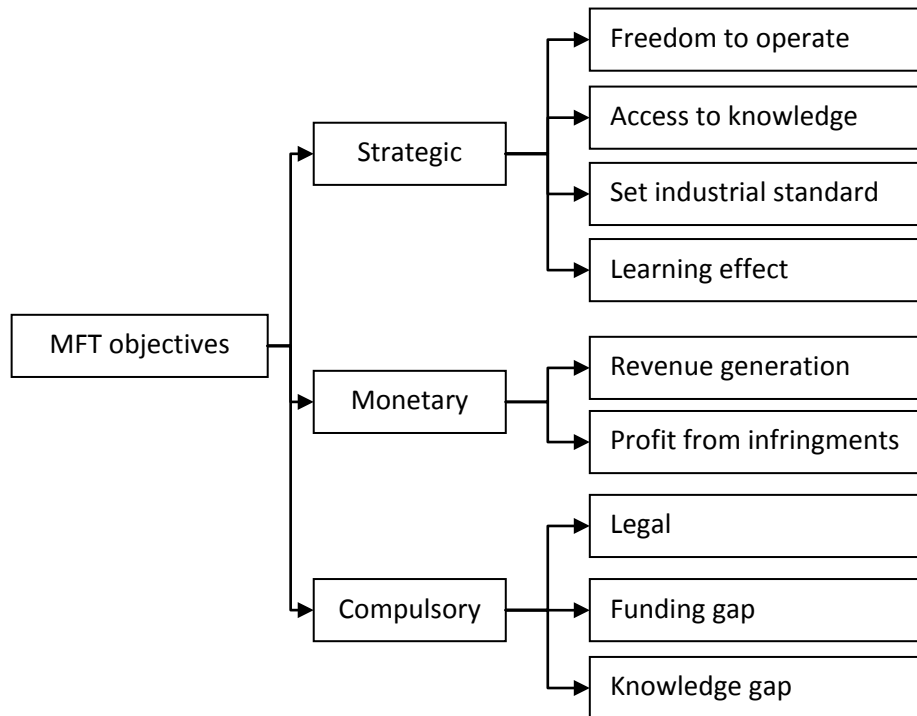 MFT objectives
Strategic
Freedom to operate
Access to knowledge
Set industrial standard
Learning effect
Monetary
Revenue generation
Profit from infringments
Compulsory
Legal
Funding gap
Knowledge gap